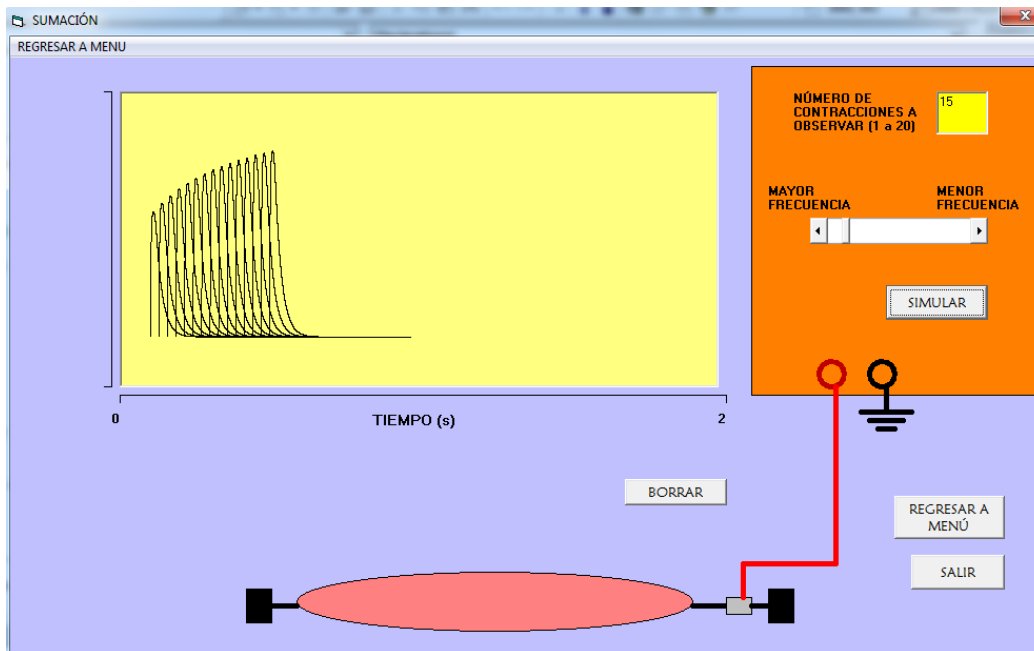 SUMACIÓN
REGRESAR A MENU
NÚMERO DE
CONTRACCIONES A
OBSERVAR (1 a 20)
15
MAYOR
FRECUENCIA
MENOR
FRECUENCIA
SIMULAR
0
TIEMPO (s)
2
BORRAR
REGRESAR A
MENÚ
SALIR